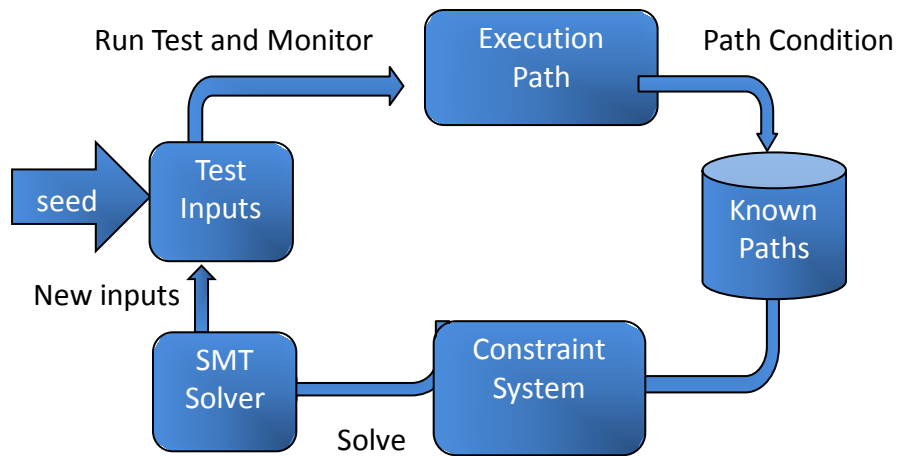 Run Test and Monitor
Execution
Path
Path Condition
seed
Test
Inputs
Known
Paths
New inputs
SMT
Solver
Constraint
System
Solve